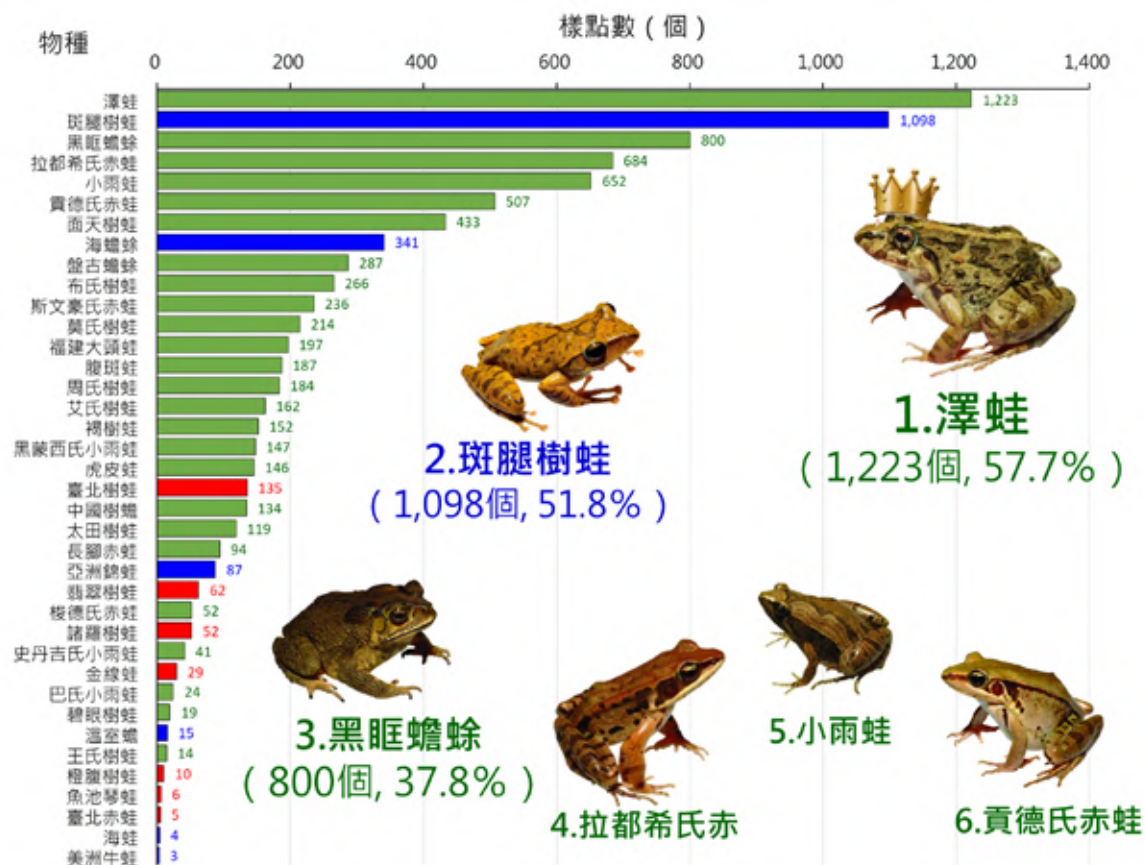 樣點數（個）
物種
0 200 400 600 800 1,000 1,200 1,400
澤蛙 1,223
斑腿樹蛙 1,098
黑眶蟾蜍 800
拉都希氏赤蛙 684
小雨蛙 652
貢德氏赤蛙 507
面天樹蛙 433
海蟾蜍 341
盤古蟾蜍 287
布氏樹蛙 266
斯文豪氏赤蛙 236
莫氏樹蛙 214
福建大頭蛙 197
腹斑蛙 187
周氏樹蛙 184
艾氏樹蛙 162
褐樹蛙 152
黑蒙西氏小雨蛙 147
虎皮蛙 146
臺北樹蛙 135
中國樹蟾 134
太田樹蛙 119
長腳赤蛙 94
亞洲錦蛙 87
翡翠樹蛙 62
梭德氏赤蛙 52
諸羅樹蛙 52
史丹吉氏小雨蛙 41
金線蛙 29
巴氏小雨蛙 24
碧眼樹蛙 19
溫室蟾 15
王氏樹蛙 14
橙腹樹蛙 10
魚池琴蛙 6
臺北赤蛙 5
海蛙 4
美洲牛蛙 3
1.澤蛙
（1,223個, 57.7%）
2.斑腿樹蛙
（1,098個, 51.8%）
3.黑眶蟾蜍
（800個, 37.8%）
4.拉都希氏赤
5.小雨蛙
6.貢德氏赤蛙